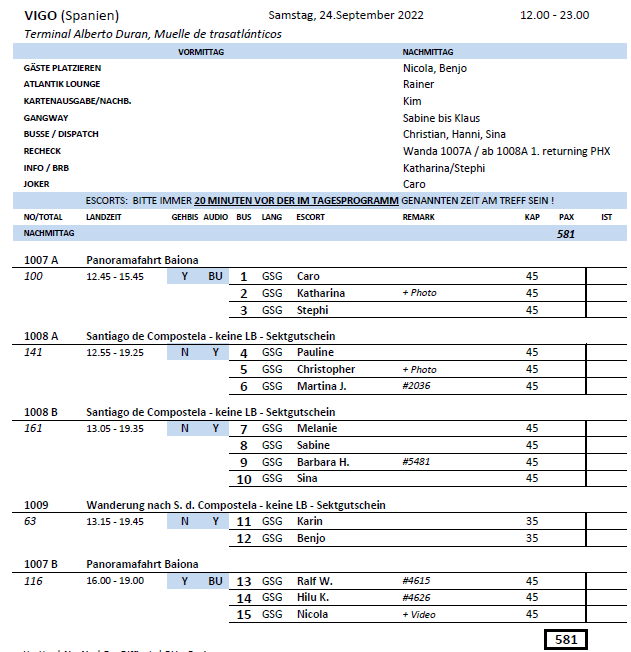 VIGO (Spanien) Samstag, 24.September 2022 12.00 - 23.00
Terminal Alberto Duran, Muelle de trasatlánticos
VORMITTAG NACHMITTAG
GÄSTE PLATZIEREN Nicola, Benjo
ATLANTIK LOUNGE Rainer
KARTENAUSGABE/NACHB. Kim
GANGWAY Sabine bis Klaus
BUSSE / DISPATCH Christian, Hanni, Sina
RECHECK Wanda 1007A / ab 1008A 1. returning PHX
INFO / BRB Katharina/Stephi
JOKER Caro
ESCORTS: BITTE IMMER 20 MINUTEN VOR DER IM TAGESPROGRAMM GENANNTEN ZEIT AM TREFF SEIN !
NO/TOTAL LANDZEIT GEHBIS AUDIO BUS LANG ESCORT REMARK KAP PAX IST
NACHMITTAG 581
1007 A Panoramafahrt Baiona
100 12.45 - 15.45 Y BU 1 GSG Caro 45
2 GSG Katharina + Photo 45
3 GSG Stephi 45
1008 A Santiago de Compostela - keine LB - Sektgutschein
141 12.55 - 19.25 N Y 4 GSG Pauline 45
5 GSG Christopher + Photo 45
6 GSG Martina J. #2036 45
1008 B Santiago de Compostela - keine LB - Sektgutschein
161 13.05 - 19.35 N Y 7 GSG Melanie 45
8 GSG Sabine 45
9 GSG Barbara H. #5481 45
10 GSG Sina 45
1009 Wanderung nach S. d. Compostela - keine LB - Sektgutschein
63 13.15 - 19.45 N Y 11 GSG Karin 35
12 GSG Benjo 35
1007 B Panoramafahrt Baiona
116 16.00 - 19.00 Y BU 13 GSG Ralf W. #4615 45
14 GSG Hilu K. #4626 45
15 GSG Nicola + Video 45
581